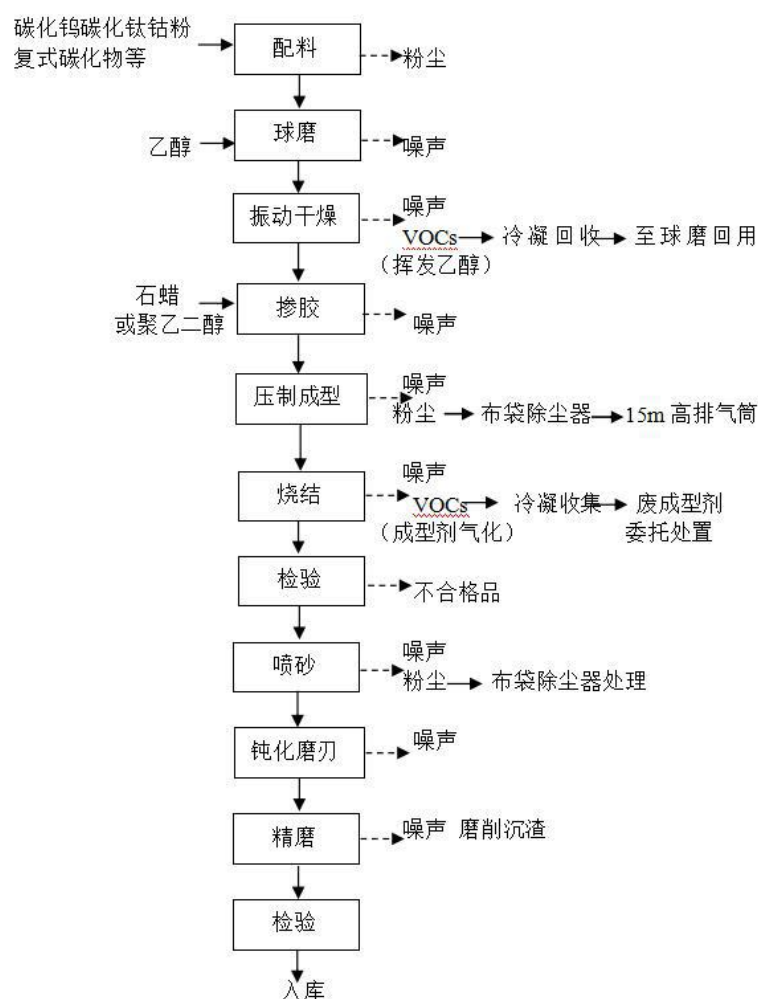 碳化钨碳化钛钴粉
复式碳化物等
配料
粉尘
乙醇
球磨
噪声
振动干燥
噪声
VOCs
冷凝回收
至球磨回用
（挥发乙醇）
石蜡
或聚乙二醇
掺胶
噪声
压制成型
噪声
粉尘
布袋除尘器
15m 高排气筒
烧结
噪声
VOCs
冷凝收集
废成型剂
（成型剂气化）
委托处置
检验
不合格品
喷砂
噪声
粉尘
布袋除尘器处理
钝化磨刃
噪声
精磨
噪声 磨削沉渣
检验
入库